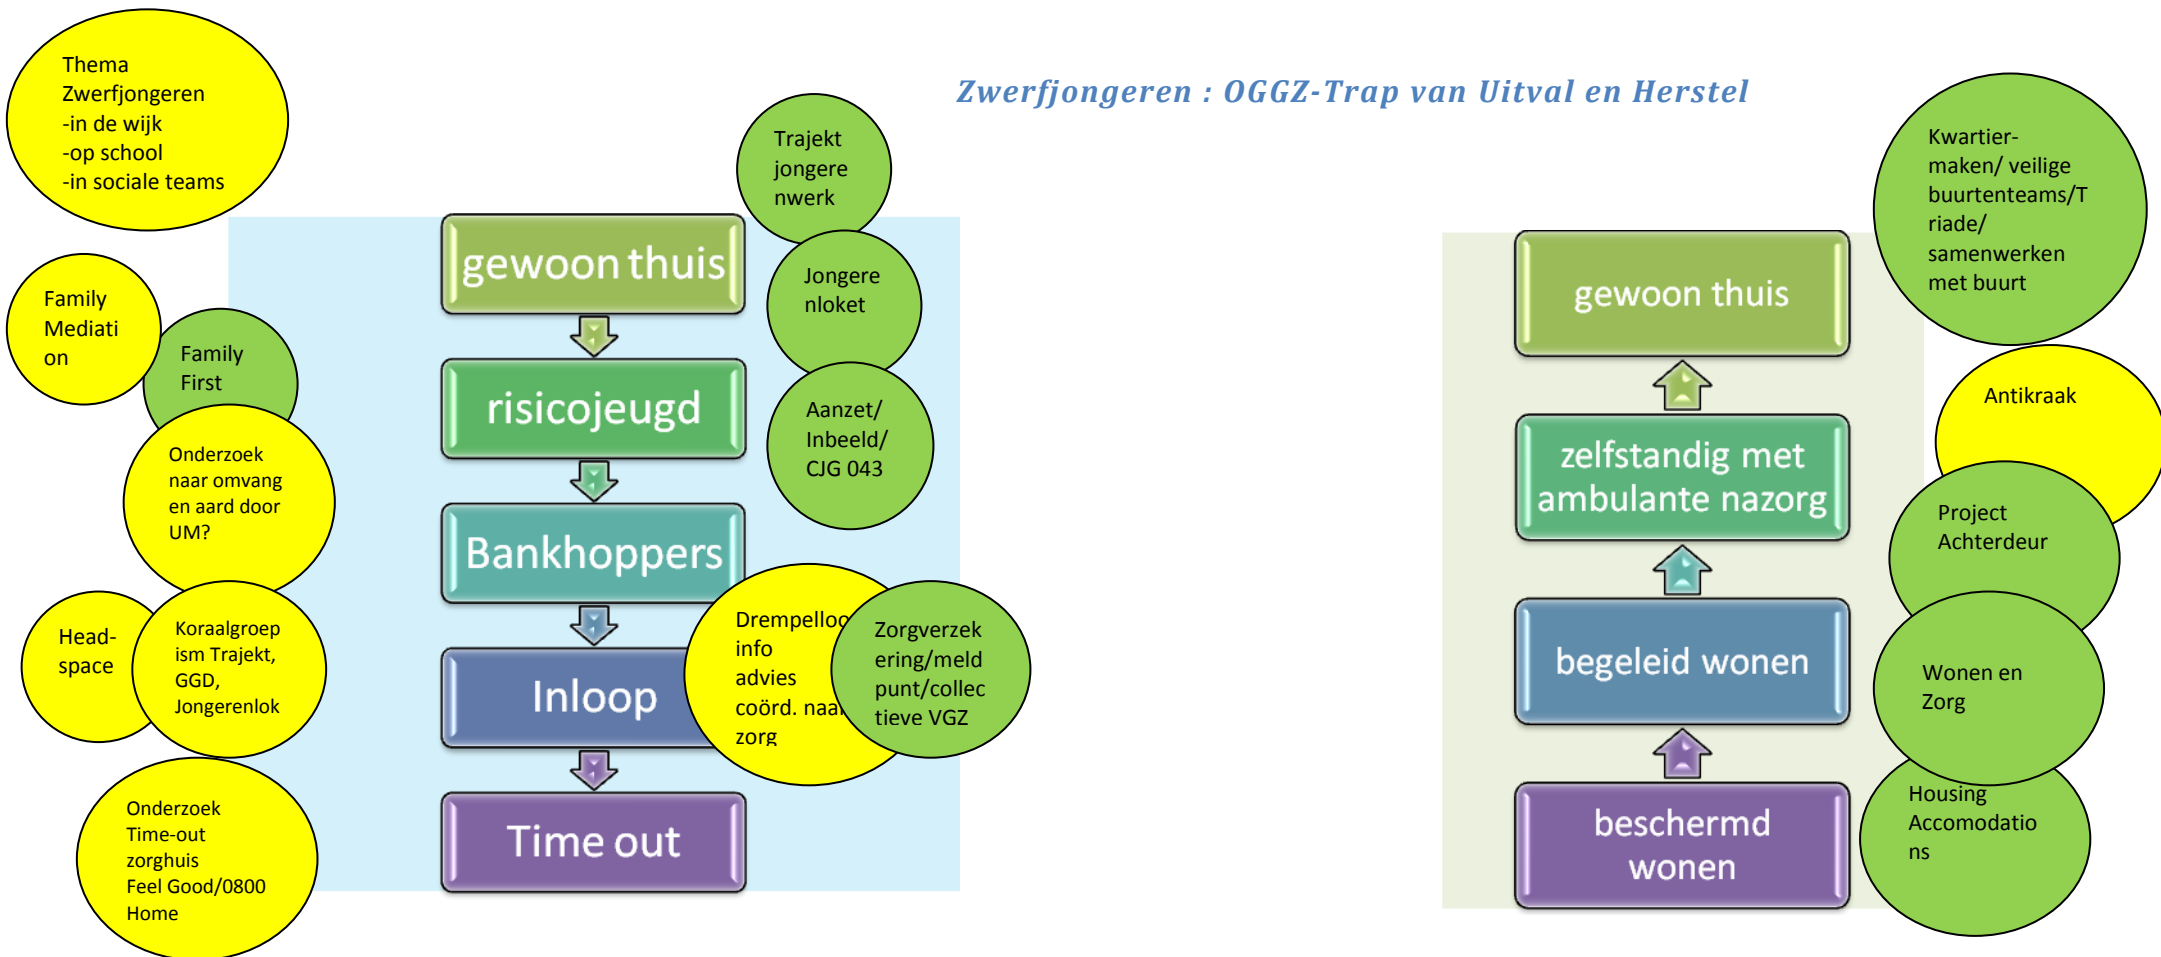 Zwerfjongeren : OGGZ-Trap van Uitval en Herstel
Thema
Zwerfjongeren
-in de wijk
-op school
-in sociale teams
Family
Mediati
on
Family
First
Onderzoek
naar omvang
en aard door
UM?
Head-
space
Koraalgroep
ism Trajekt,
GGD,
Jongerenlok
Onderzoek
Time-out
zorghuis
Feel Good/0800
Home
gewoon thuis
risicojeugd
Bankhoppers
Inloop
Time out
Trajekt
jongere
nwerk
Jongere
nloket
Aanzet/
Inbeeld/
CJG 043
Drempelloo
info
advies
coörd. naar
zorg
Zorgverzek
ering/meld
punt/collec
tieve VGZ
gewoon thuis
zelfstandig met
ambulante nazorg
begeleid wonen
beschermd
wonen
Kwartier-
maken/ veilige
buurtenteams/T
riade/
samenwerken
met buurt
Antikraak
Project
Achterdeur
Wonen en
Zorg
Housing
Accomodatio
ns